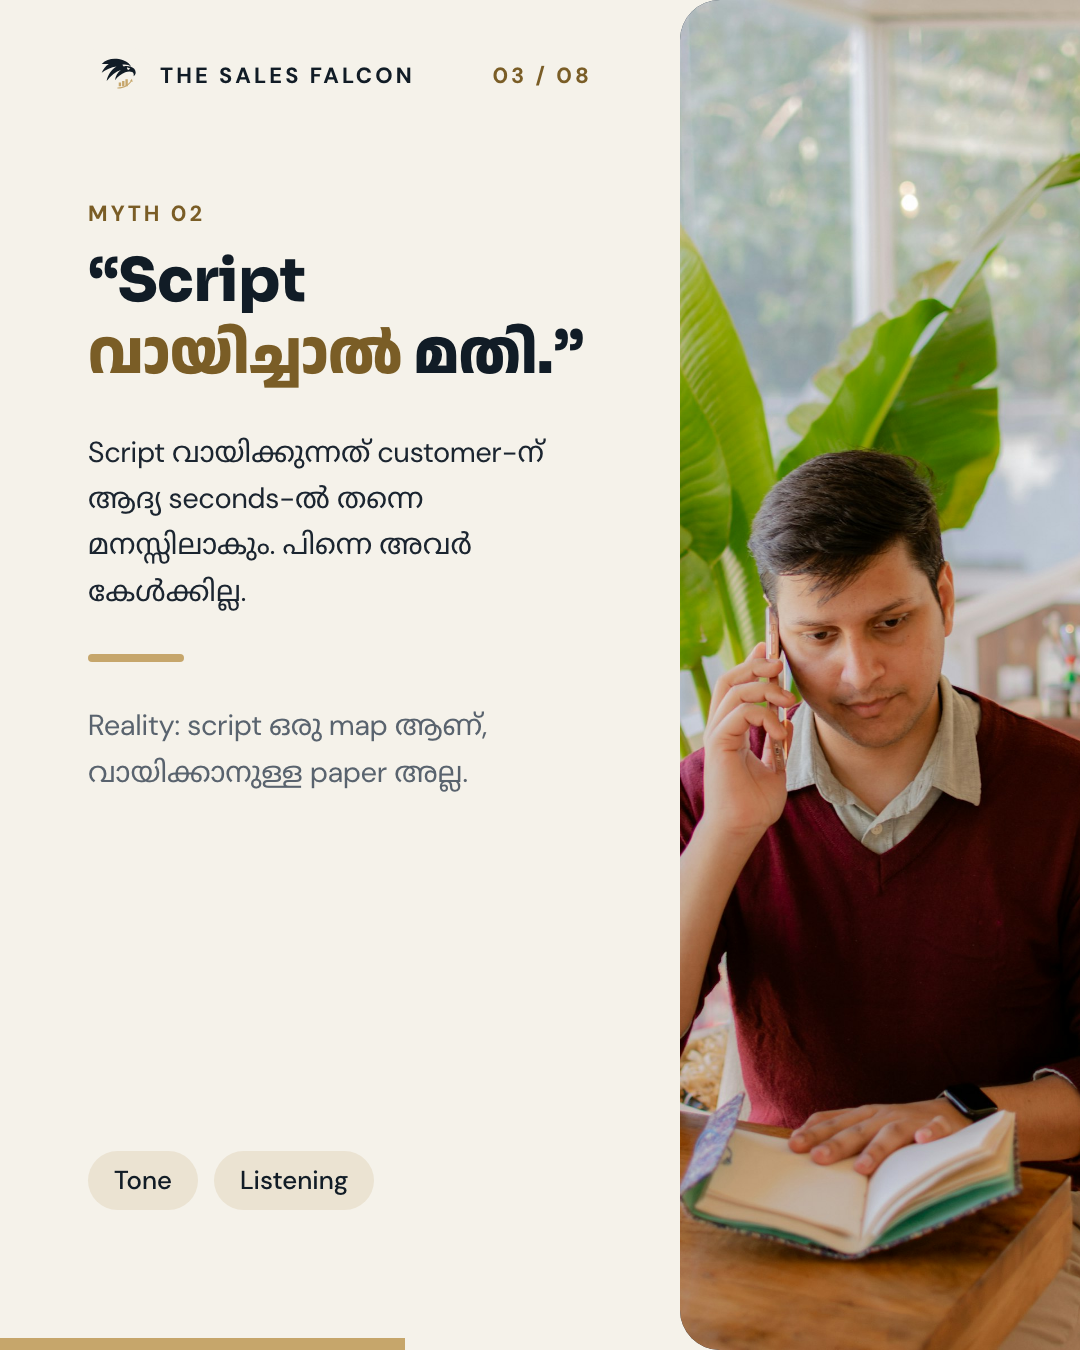 THE SALES FALCON
03 / 08
MYTH 02
“Script
വായിച്ചാൽ മതി.”
Script വായിക്കുന്നത് customer-ന്
ആദ്യ seconds-ൽ തന്നെ
മനസ്സിലാകും. പിന്നെ അവർ
കേൾക്കില്ല.
Reality: script ഒരു map ആണ്,
വായിക്കാനുള്ള paper അല്ല.
Tone
Listening